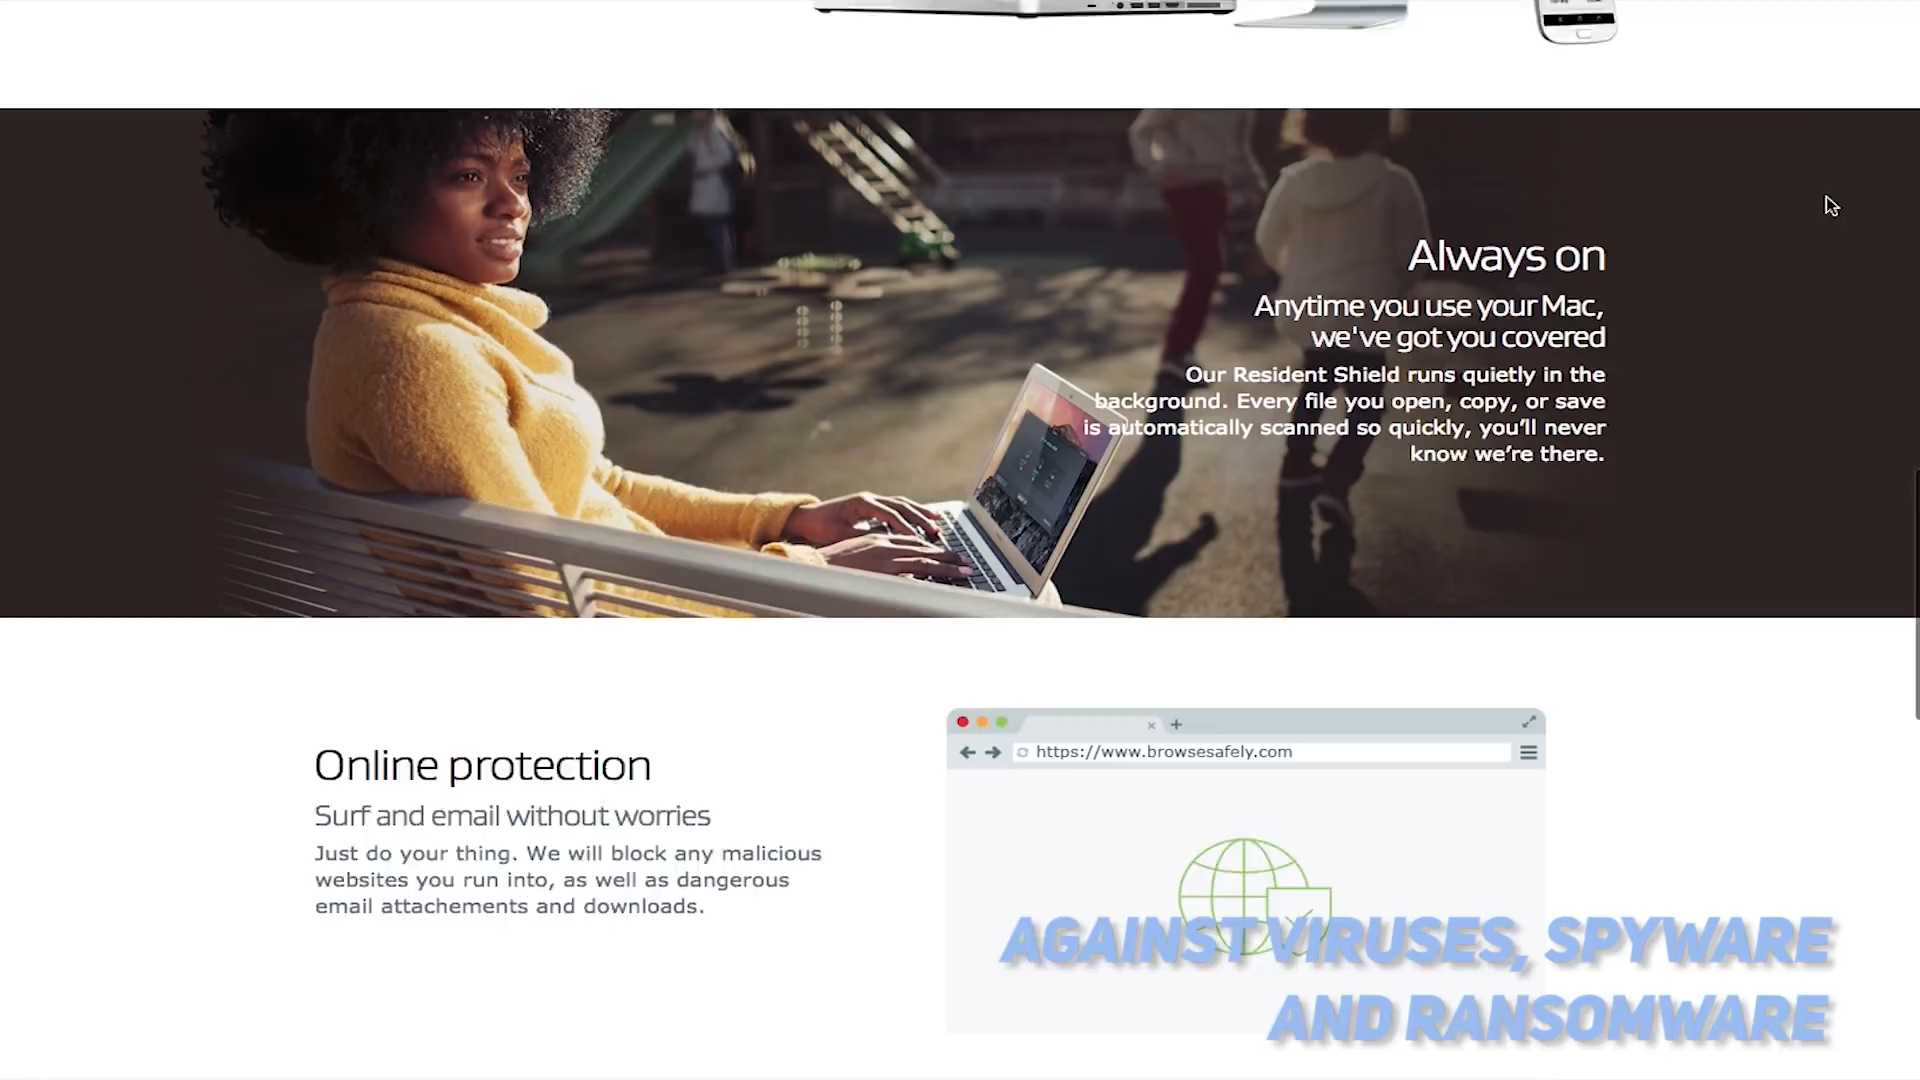 Always on
Anytime you use your Mac,
we've got you covered
Our Resident Shield runs quietly in the
background. Every file you open, copy, or save
is automatically scanned so quickly, you’ll never
know we’re there.
Online protection
Surf and email without worries
Just do your thing. We will block any malicious
websites you run into, as well as dangerous
email attachements and downloads.
https://www.browsesafely.com
AGAINST VIRUSES, SPYWARE
AND RANSOMWARE